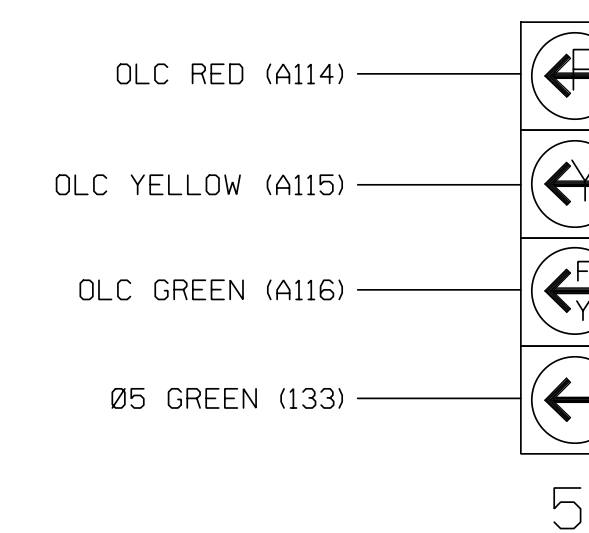 OLC RED (A114)
OLC YELLOW (A115)
OLC GREEN (A116)
F
Y
Ø5 GREEN (133)
5